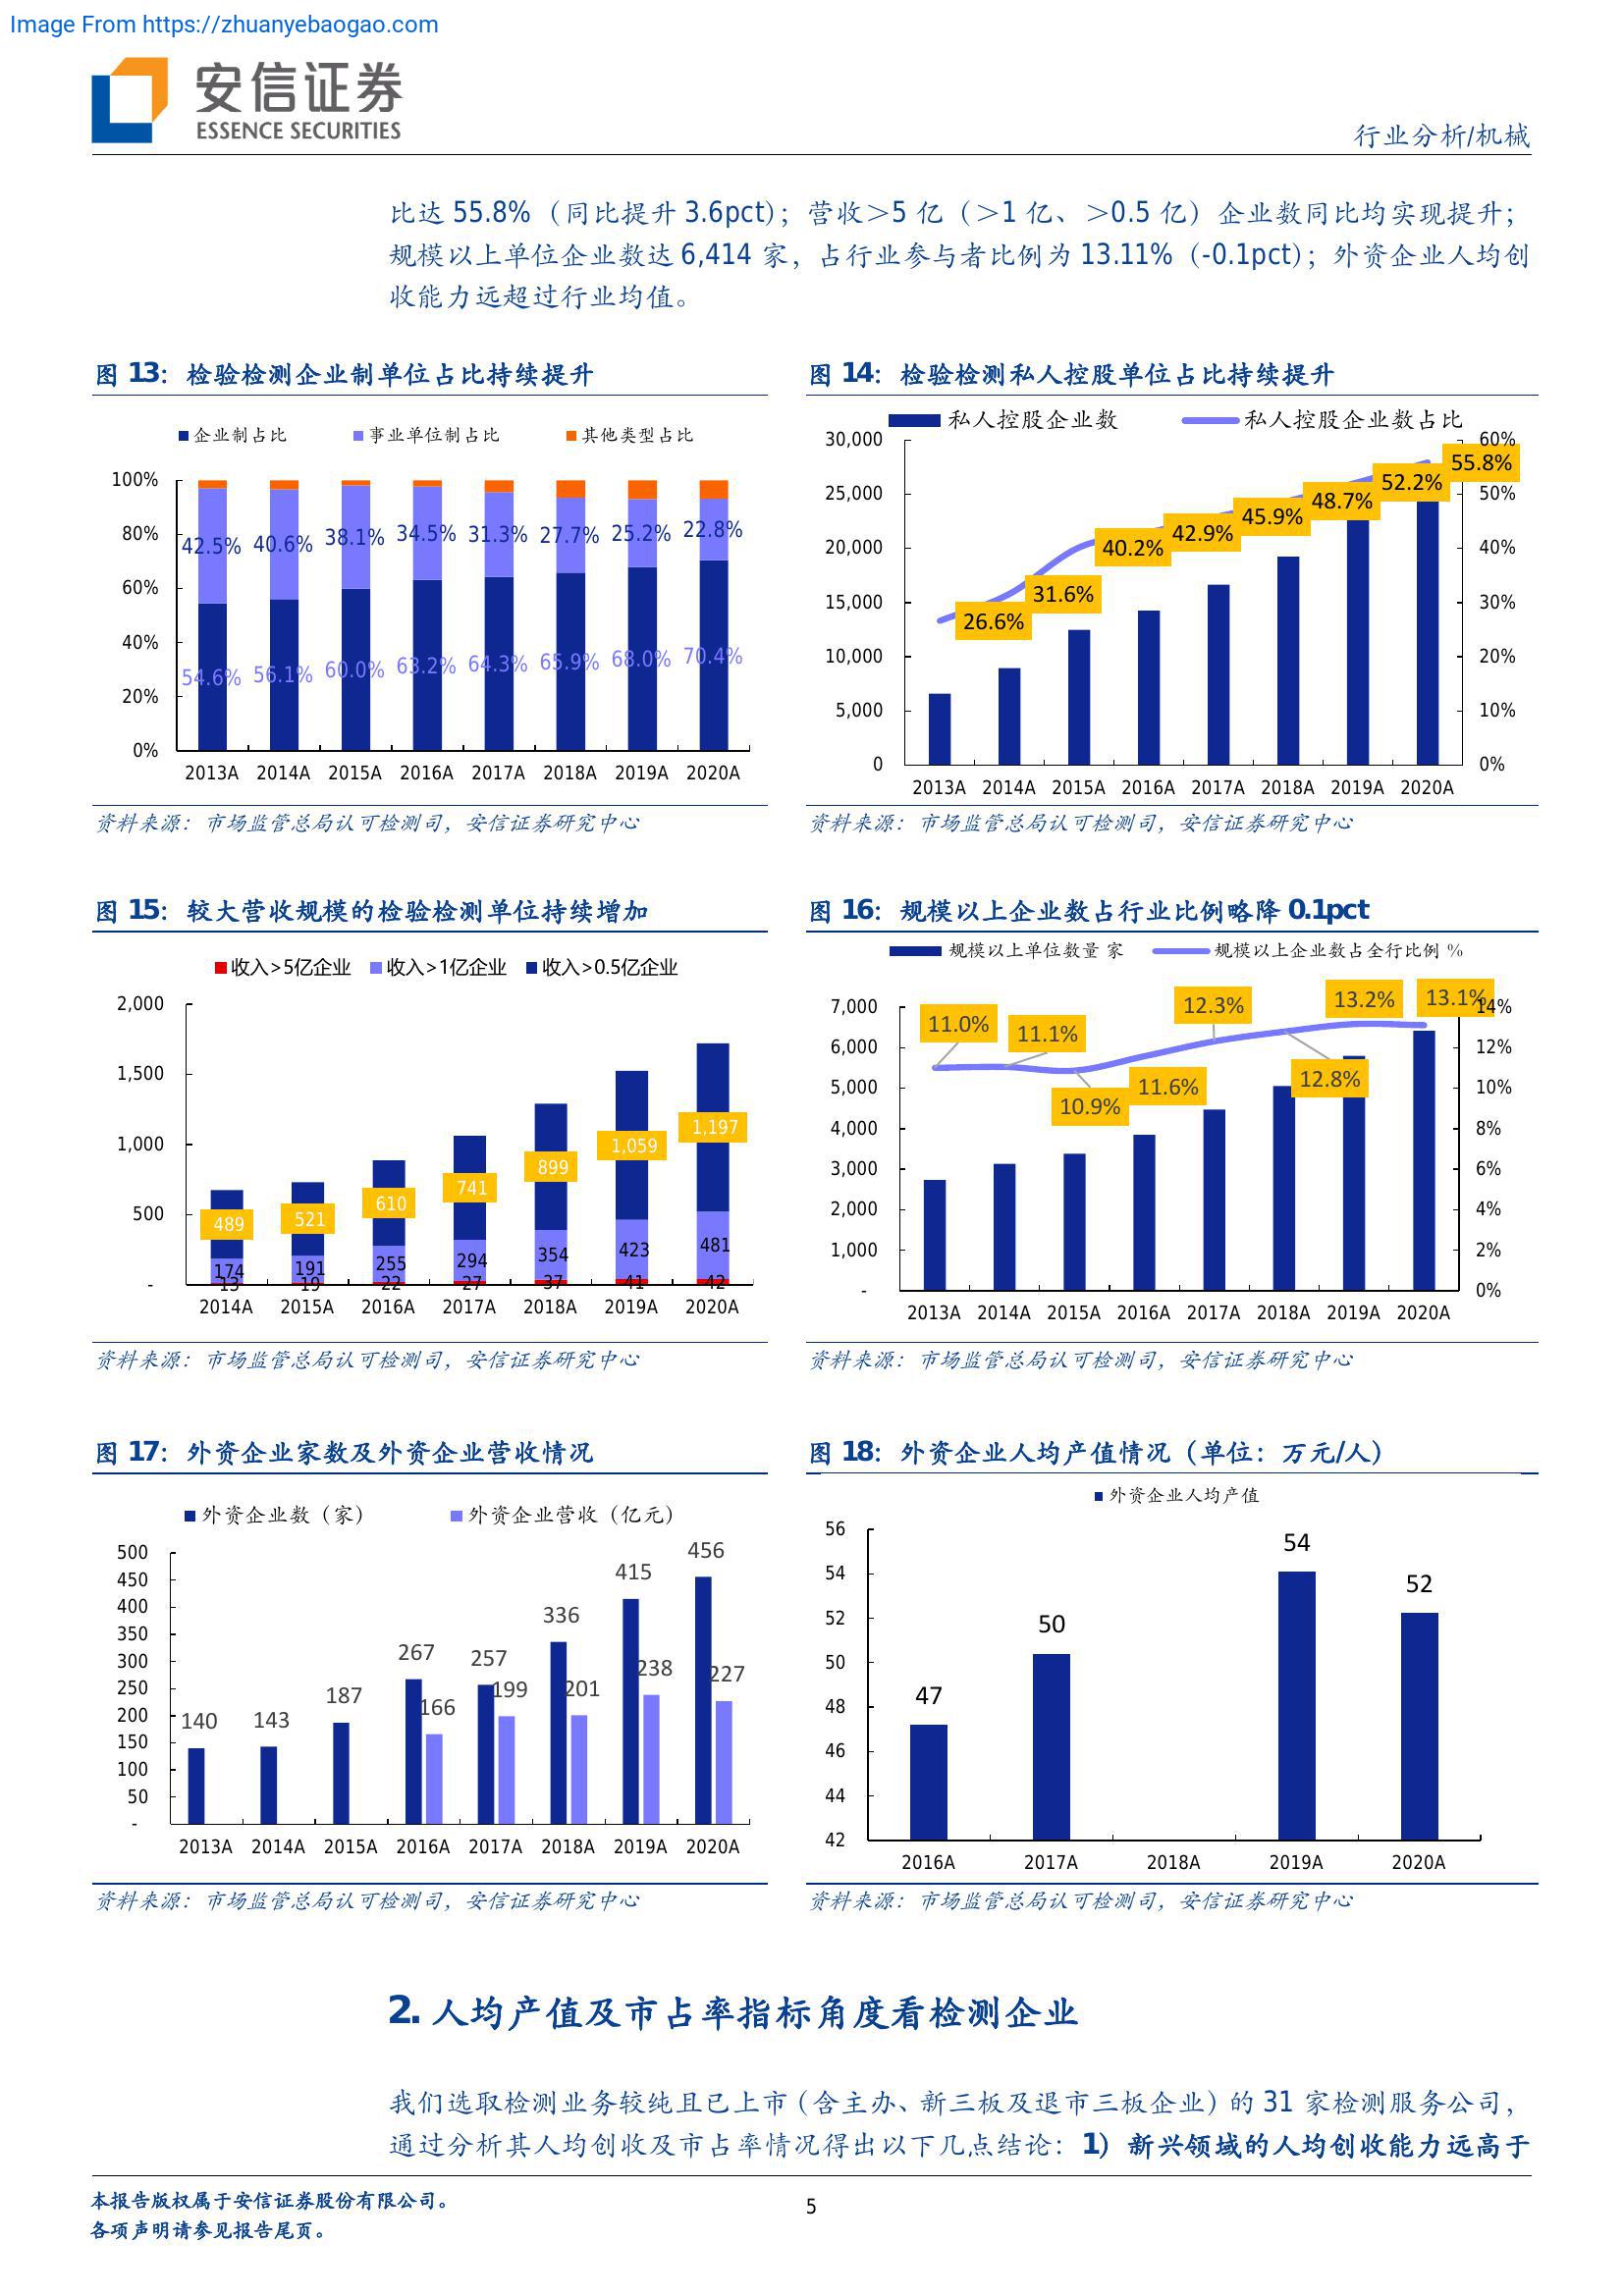 Image From https://zhuanyebaogao.com
安信证券
ESSENCE SECURITIES
行业分析/机械
比达 55.8%（同比提升 3.6pct）；营收＞5 亿（＞1 亿、＞0.5 亿）企业数同比均实现提升；
规模以上单位企业数达 6,414 家，占行业参与者比例为 13.11%（-0.1pct）；外资企业人均创
收能力远超过行业均值。
图 13：检验检测企业制单位占比持续提升
企业制占比 事业单位制占比 其他类型占比
100%
80%
60%
40%
20%
0%
42.5% 40.6% 38.1% 34.5% 31.3% 27.7% 25.2% 22.8%
54.6% 56.1% 60.0% 63.2% 64.3% 65.9% 68.0% 70.4%
2013A 2014A 2015A 2016A 2017A 2018A 2019A 2020A
资料来源：市场监管总局认可检测司，安信证券研究中心
图 14：检验检测私人控股单位占比持续提升
私人控股企业数 私人控股企业数占比
30,000
25,000
20,000
15,000
10,000
5,000
0
26.6% 31.6% 40.2% 42.9% 45.9% 48.7% 52.2% 55.8%
60%
50%
40%
30%
20%
10%
0%
2013A 2014A 2015A 2016A 2017A 2018A 2019A 2020A
资料来源：市场监管总局认可检测司，安信证券研究中心
图 15：较大营收规模的检验检测单位持续增加
收入>5亿企业 收入>1亿企业 收入>0.5亿企业
2,000
1,500
1,000
500
-
489 521 610 741 899 1,059 1,197
174 191 255 294 354 423 481
13 19 22 27 37 41 42
2014A 2015A 2016A 2017A 2018A 2019A 2020A
资料来源：市场监管总局认可检测司，安信证券研究中心
图 16：规模以上企业数占行业比例略降 0.1pct
规模以上单位数量 家 规模以上企业数占全行比例 %
7,000
6,000
5,000
4,000
3,000
2,000
1,000
-
11.0% 11.1% 10.9% 11.6% 12.3% 12.8% 13.2% 13.1%
14%
12%
10%
8%
6%
4%
2%
0%
2013A 2014A 2015A 2016A 2017A 2018A 2019A 2020A
资料来源：市场监管总局认可检测司，安信证券研究中心
图 17：外资企业家数及外资企业营收情况
外资企业数（家） 外资企业营收（亿元）
500
450
400
350
300
250
200
150
100
50
-
140 143 187 267 257 336 415 456
166 199 201 238 227
2013A 2014A 2015A 2016A 2017A 2018A 2019A 2020A
资料来源：市场监管总局认可检测司，安信证券研究中心
图 18：外资企业人均产值情况（单位：万元/人）
外资企业人均产值
56
54
52
50
48
46
44
42
47 50 54 52
2016A 2017A 2018A 2019A 2020A
资料来源：市场监管总局认可检测司，安信证券研究中心
2. 人均产值及市占率指标角度看检测企业
我们选取检测业务较纯且已上市（含主办、新三板及退市三板企业）的 31 家检测服务公司，
通过分析其人均创收及市占率情况得出以下几点结论：1）新兴领域的人均创收能力远高于
本报告版权属于安信证券股份有限公司。
各项声明请参见报告尾页。
5